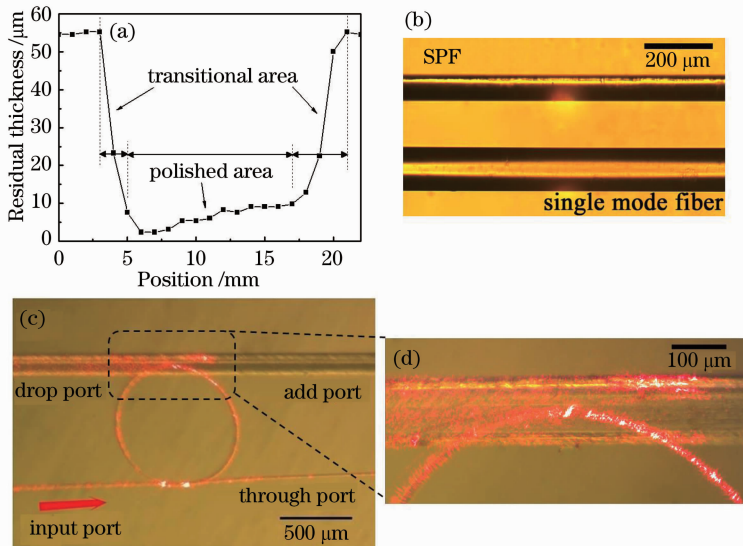 (a)
Residual thickness /μm
60
50
40
30
20
10
0
transitional area
polished area
0 5 10 15 20
Position /mm
(b)
SPF
200 μm
single mode fiber
(c)
drop port
add port
through port
input port
500 μm
(d)
100 μm